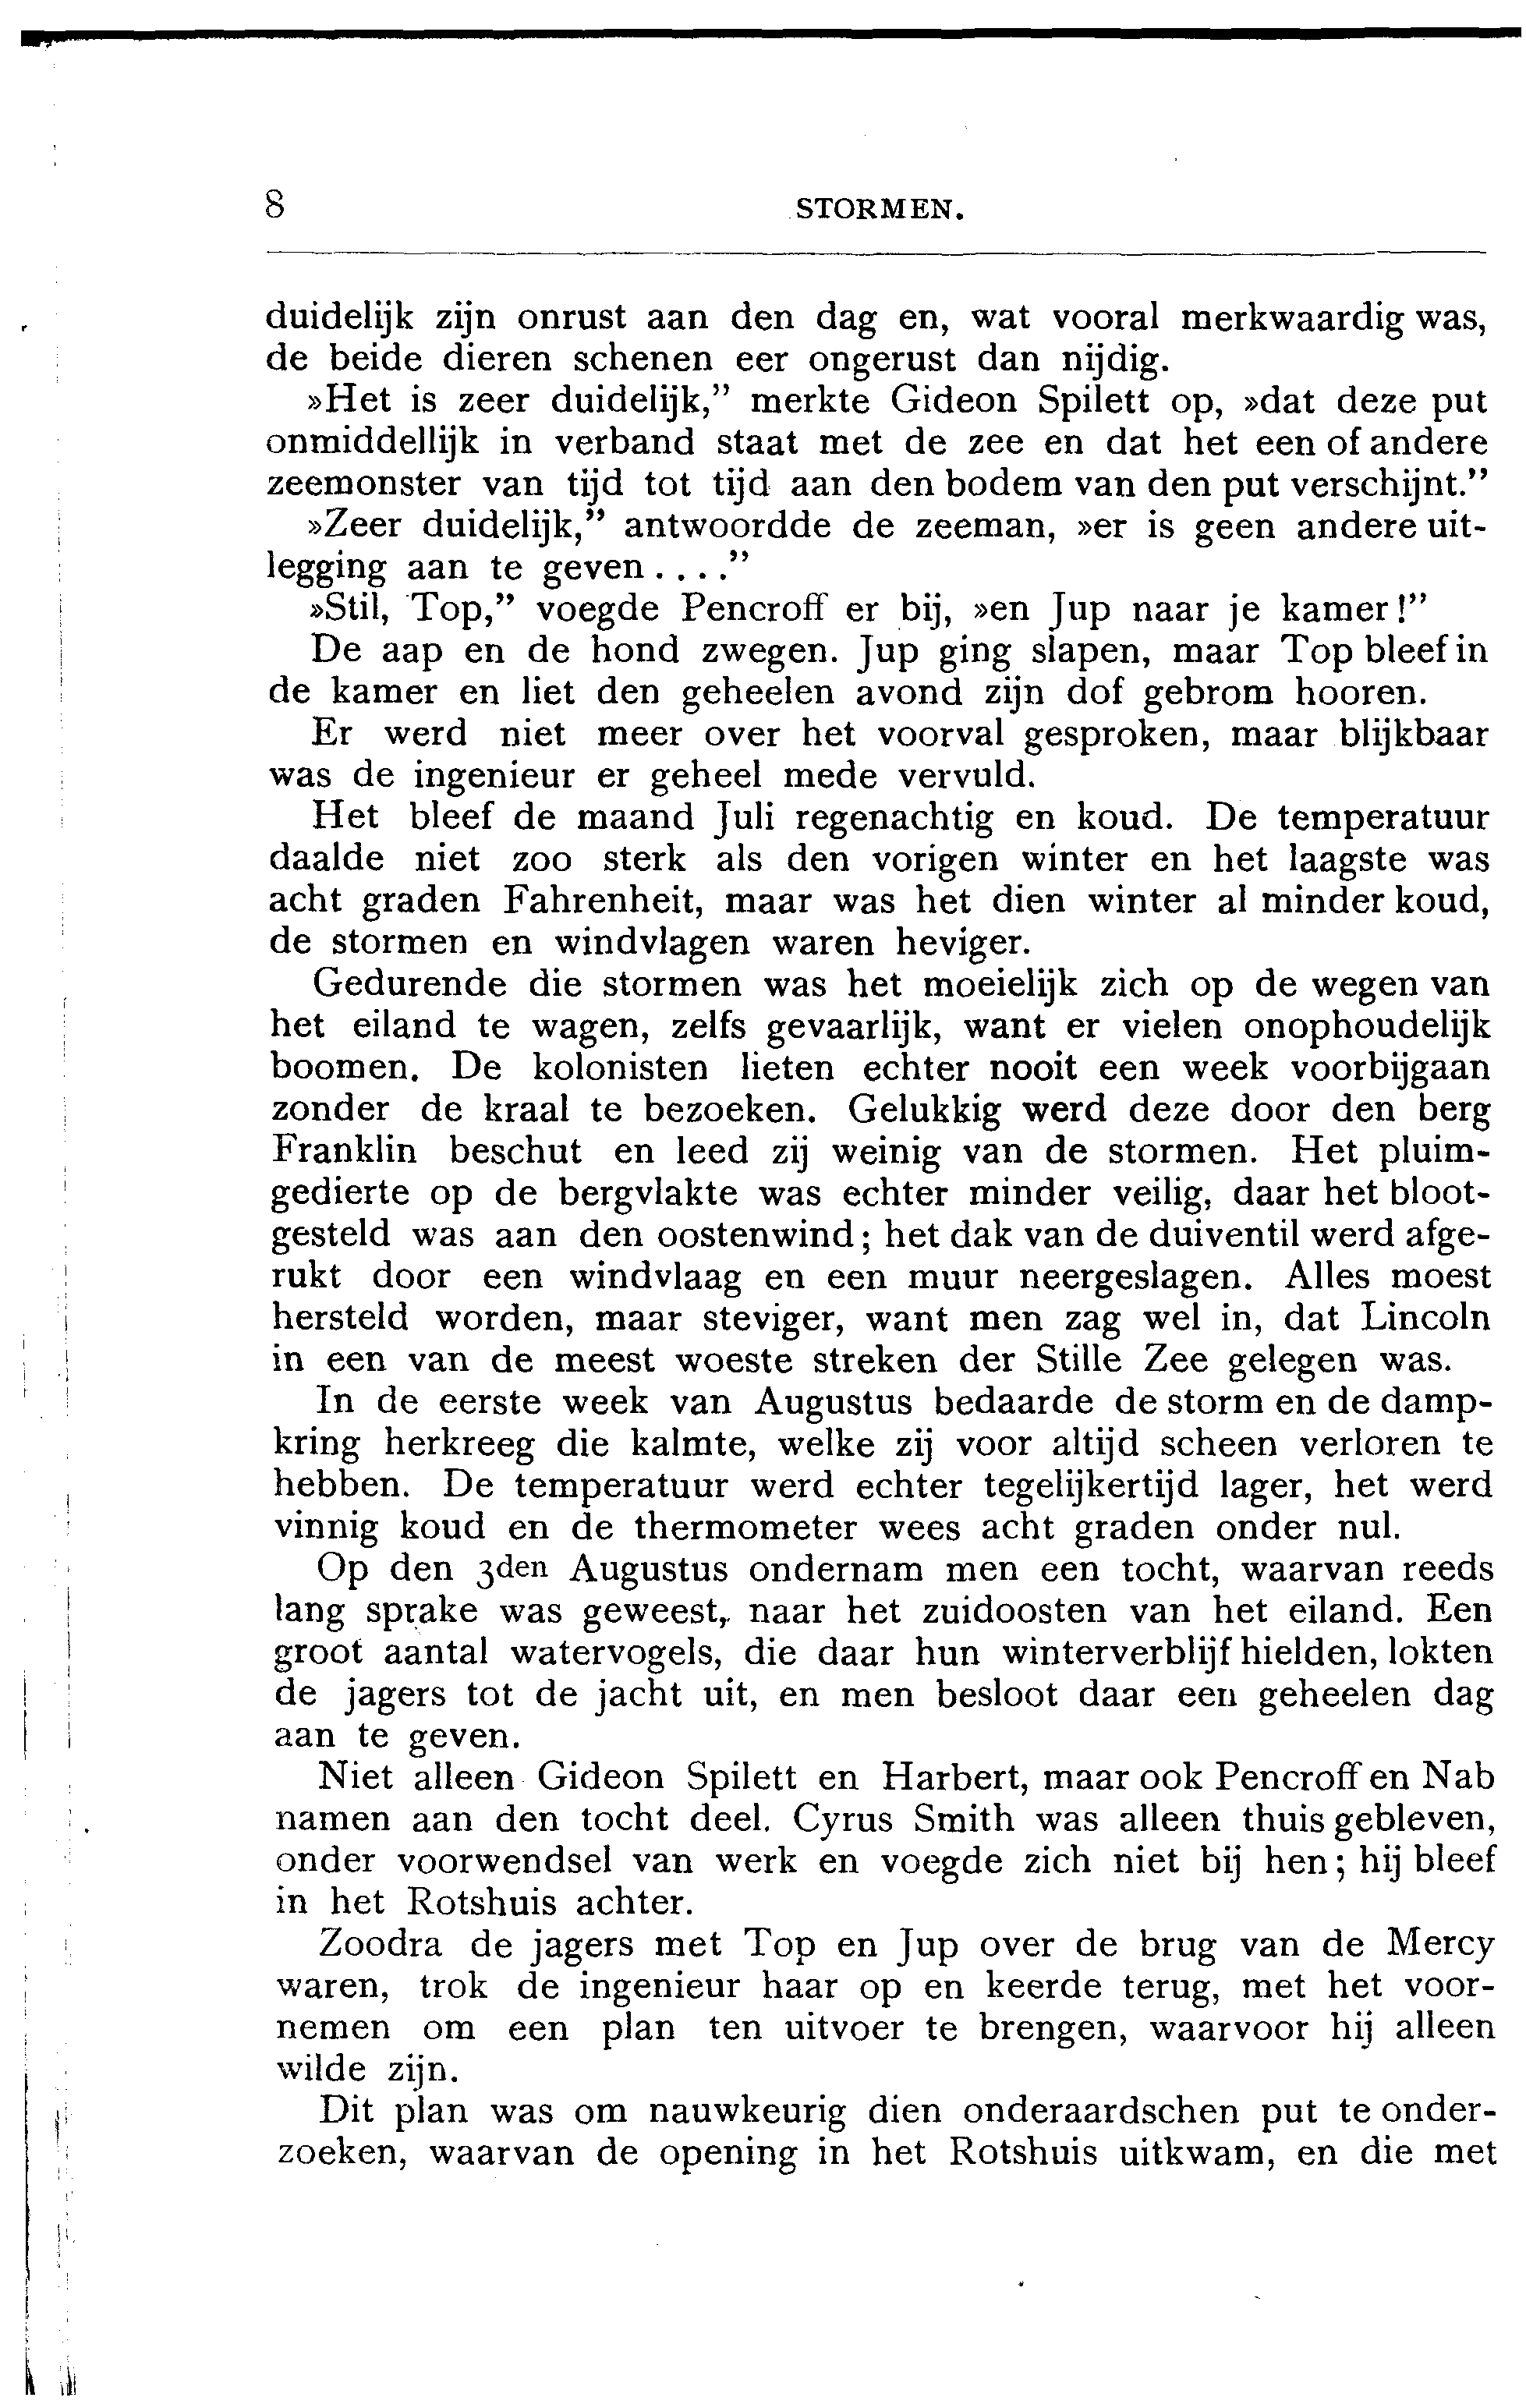 8
STORMEN.
duidelijk zijn onrust aan den dag en, wat vooral merkwaardig was,
de beide dieren schenen eer ongerust dan nijdig.
»Het is zeer duidelijk,” merkte Gideon Spilett op, »dat deze put
onmiddellijk in verband staat met de zee en dat het een of andere
zeemonster van tijd tot tijd aan den bodem van den put verschijnt.”
»Zeer duidelijk,” antwoordde de zeeman, »er is geen andere uit-
legging aan te geven . . . .”
»Stil, Top,” voegde Pencroff er bij, »en Jup naar je kamer!”
De aap en de hond zwegen. Jup ging slapen, maar Top bleef in
de kamer en liet den geheelen avond zijn dof gebrom hooren.
Er werd niet meer over het voorval gesproken, maar blijkbaar
was de ingenieur er geheel mede vervuld.
Het bleef de maand Juli regenachtig en koud. De temperatuur
daalde niet zoo sterk als den vorigen winter en het laagste was
acht graden Fahrenheit, maar was het dien winter al minder koud,
de stormen en windvlagen waren heviger.
Gedurende die stormen was het moeielijk zich op de wegen van
het eiland te wagen, zelfs gevaarlijk, want er vielen onophoudelijk
boomen. De kolonisten lieten echter nooit een week voorbijgaan
zonder de kraal te bezoeken. Gelukkig werd deze door den berg
Franklin beschut en leed zij weinig van de stormen. Het pluim-
gedierte op de bergvlakte was echter minder veilig, daar het bloot-
gesteld was aan den oostenwind; het dak van de duiventil werd afge-
rukt door een windvlaag en een muur neergeslagen. Alles moest
hersteld worden, maar steviger, want men zag wel in, dat Lincoln
in een van de meest woeste streken der Stille Zee gelegen was.
In de eerste week van Augustus bedaarde de storm en de damp-
kring herkreeg die kalmte, welke zij voor altijd scheen verloren te
hebben. De temperatuur werd echter tegelijkertijd lager, het werd
vinnig koud en de thermometer wees acht graden onder nul.
Op den 3den Augustus ondernam men een tocht, waarvan reeds
lang sprake was geweest, naar het zuidoosten van het eiland. Een
groot aantal watervogels, die daar hun winterverblijf hielden, lokten
de jagers tot de jacht uit, en men besloot daar een geheelen dag
aan te geven.
Niet alleen Gideon Spilett en Harbert, maar ook Pencroff en Nab
namen aan den tocht deel. Cyrus Smith was alleen thuis gebleven,
onder voorwendsel van werk en voegde zich niet bij hen; hij bleef
in het Rotshuis achter.
Zoodra de jagers met Top en Jup over de brug van de Mercy
waren, trok de ingenieur haar op en keerde terug, met het voor-
nemen om een plan ten uitvoer te brengen, waarvoor hij alleen
wilde zijn.
Dit plan was om nauwkeurig dien onderaardschen put te onder-
zoeken, waarvan de opening in het Rotshuis uitkwam, en die met